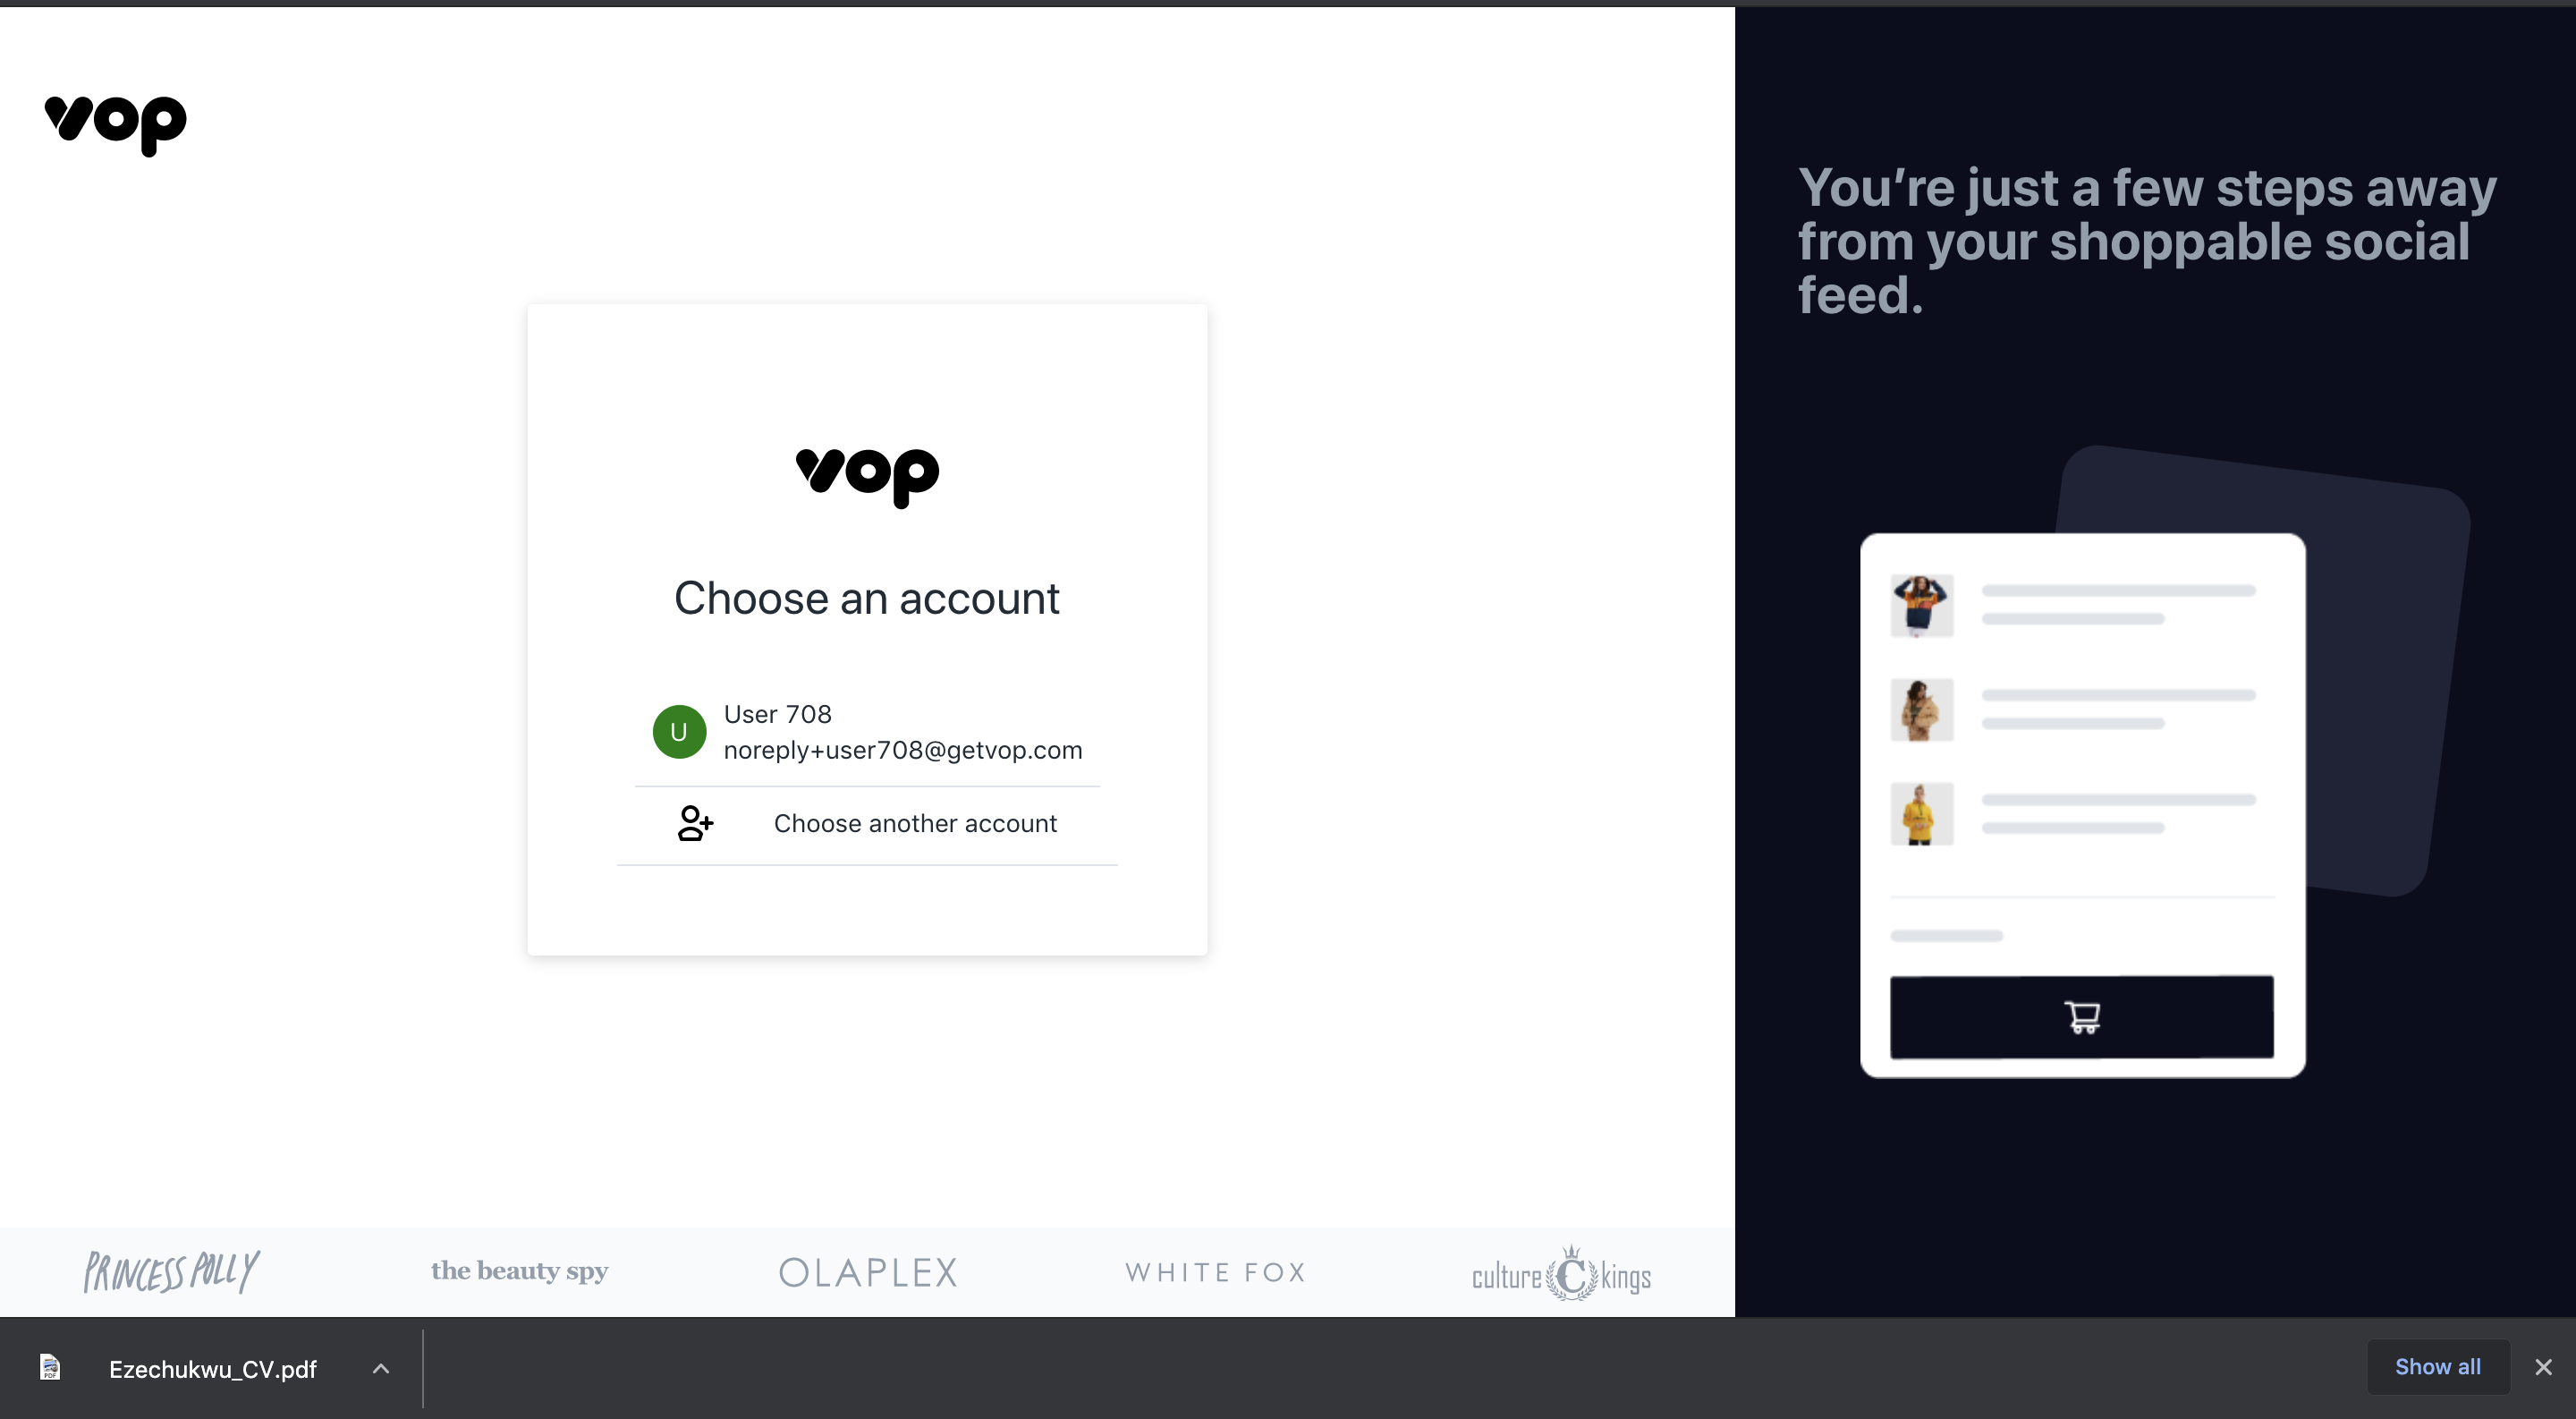 vop
You’re just a few steps away
from your shoppable social
feed.
vop
Choose an account
U
User 708
noreply+user708@getvop.com
Choose another account
PRINCESS POLLY
the beauty spy
OLAPLEX
WHITE FOX
culture C kings
PDF
Ezechukwu_CV.pdf
Show all